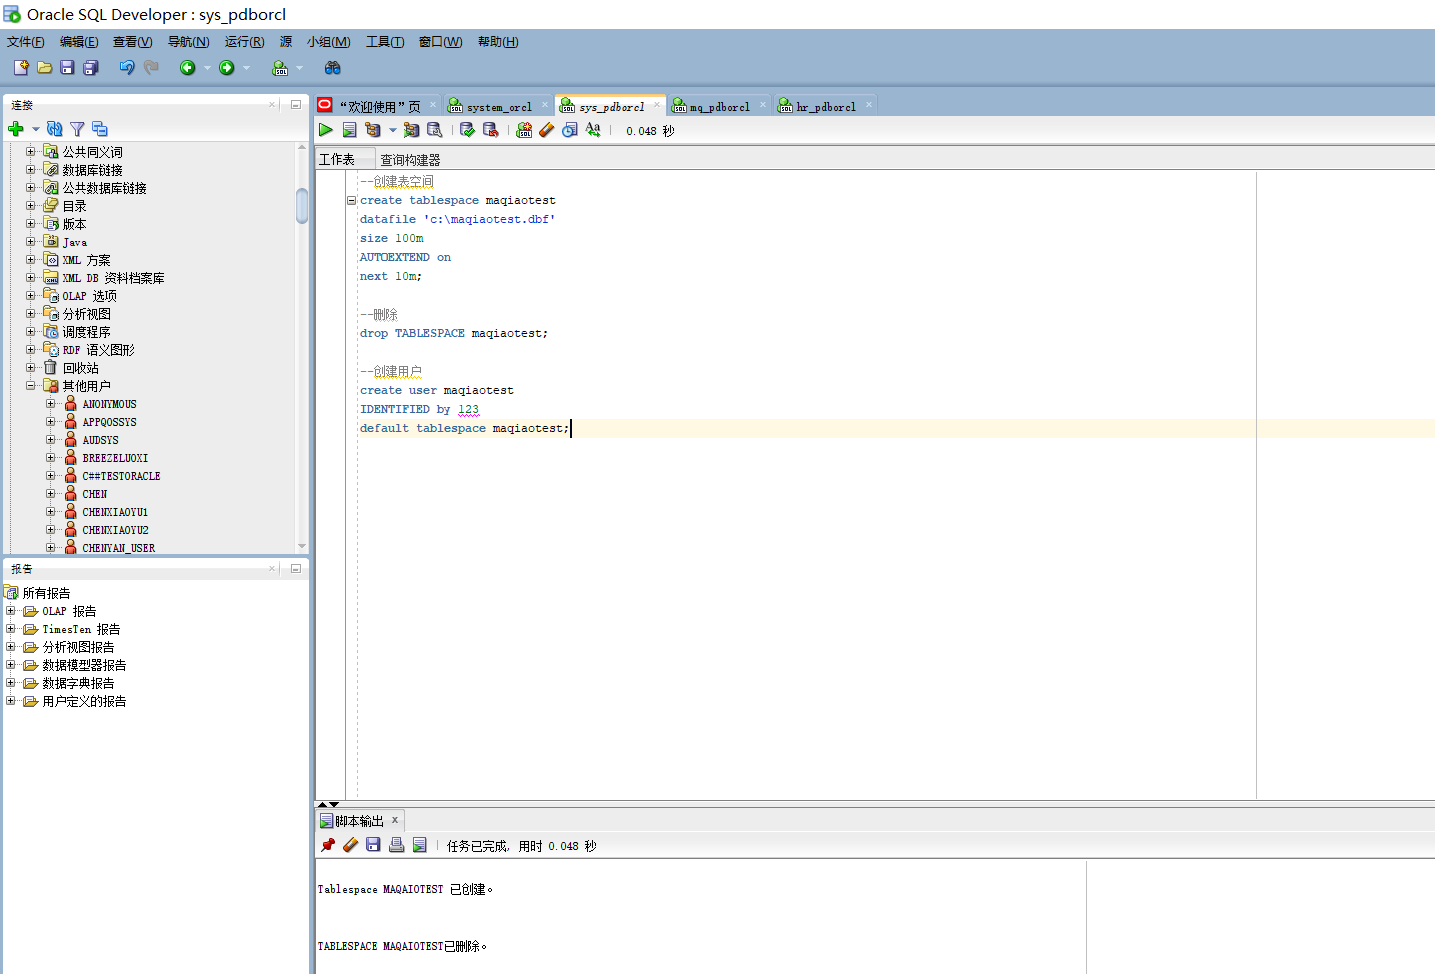 Oracle SQL Developer : sys_pdborcl
文件(F) 编辑(E) 查看(V) 导航(N) 运行(R) 源 小组(M) 工具(T) 窗口(W) 帮助(H)
连接
公共同义词
数据库链接
公共数据库链接
目录
版本
Java
XML 方案
XML DB 资料档案库
OLAP 选项
分析视图
调度程序
RDF 语义图形
回收站
其他用户
ANONYMOUS
APPQOSSYS
AUDSYS
BREEZELUOXI
C##TESTORACLE
CHEN
CHENXIAOYU1
CHENXIAOYU2
CHENYAN_USER
报告
所有报告
OLAP 报告
TimesTen 报告
分析视图报告
数据模型器报告
数据字典报告
用户定义的报告
“欢迎使用”页 system_orcl sys_pdborcl mq_pdborcl hr_pdborcl
0.048 秒
工作表 查询构建器
--创建表空间
create tablespace maqiaotest
datafile 'c:\maqiaotest.dbf'
size 100m
AUTOEXTEND on
next 10m;
--删除
drop TABLESPACE maqiaotest;
--创建用户
create user maqiaotest
IDENTIFIED by 123
default tablespace maqiaotest;
脚本输出 x
任务已完成, 用时 0.048 秒
Tablespace MAQAIOTEST 已创建。
TABLESPACE MAQAIOTEST已删除。